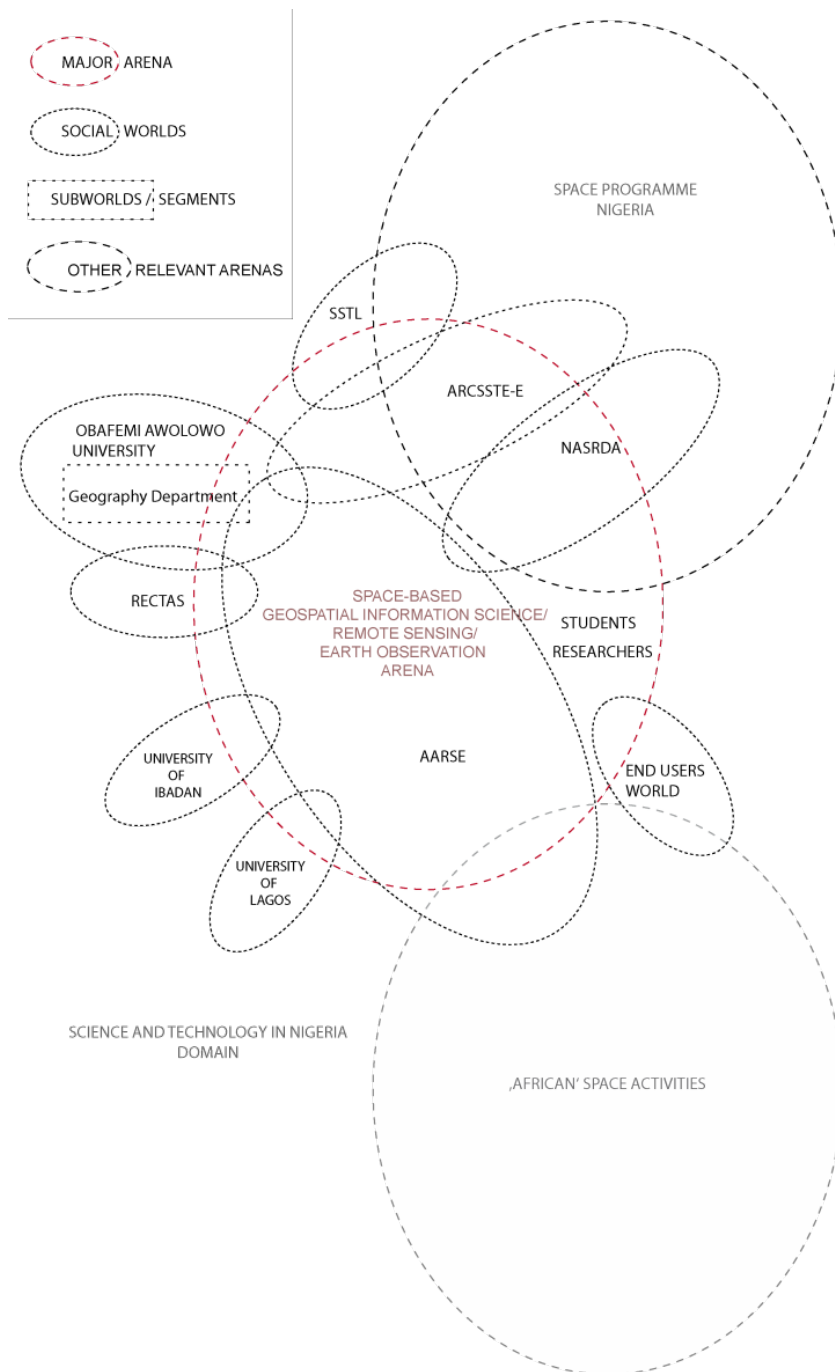 MAJOR ARENA
SOCIAL WORLDS
SUBWORLDS / SEGMENTS
OTHER RELEVANT ARENAS
SPACE PROGRAMME
NIGERIA
SSTL
ARCSSTE-E
OBAFEMI AWOLOWO
UNIVERSITY
NASRDA
Geography Department
RECTAS
SPACE-BASED
GEOSPATIAL INFORMATION SCIENCE/
REMOTE SENSING/
EARTH OBSERVATION
ARENA
STUDENTS
RESEARCHERS
AARSE
UNIVERSITY
OF
IBADAN
END USERS
WORLD
UNIVERSITY
OF
LAGOS
SCIENCE AND TECHNOLOGY IN NIGERIA
DOMAIN
‚AFRICAN‘ SPACE ACTIVITIES